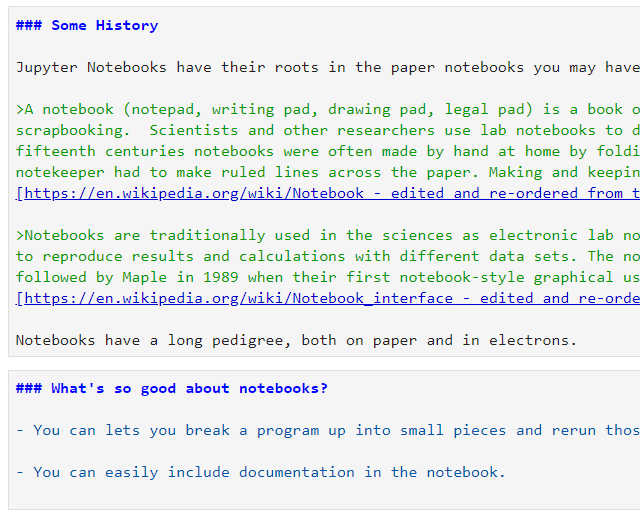 ### Some History
Jupyter Notebooks have their roots in the paper notebooks you may have
>A notebook (notepad, writing pad, drawing pad, legal pad) is a book o
scrapbooking.  Scientists and other researchers use lab notebooks to d
fifteenth centuries notebooks were often made by hand at home by foldi
notekeeper had to make ruled lines across the paper. Making and keepin
[https://en.wikipedia.org/wiki/Notebook - edited and re-ordered from t
>Notebooks are traditionally used in the sciences as electronic lab no
to reproduce results and calculations with different data sets. The no
followed by Maple in 1989 when their first notebook-style graphical us
[https://en.wikipedia.org/wiki/Notebook_interface - edited and re-orde
Notebooks have a long pedigree, both on paper and in electrons.
### What's so good about notebooks?
- You can lets you break a program up into small pieces and rerun thos
- You can easily include documentation in the notebook.